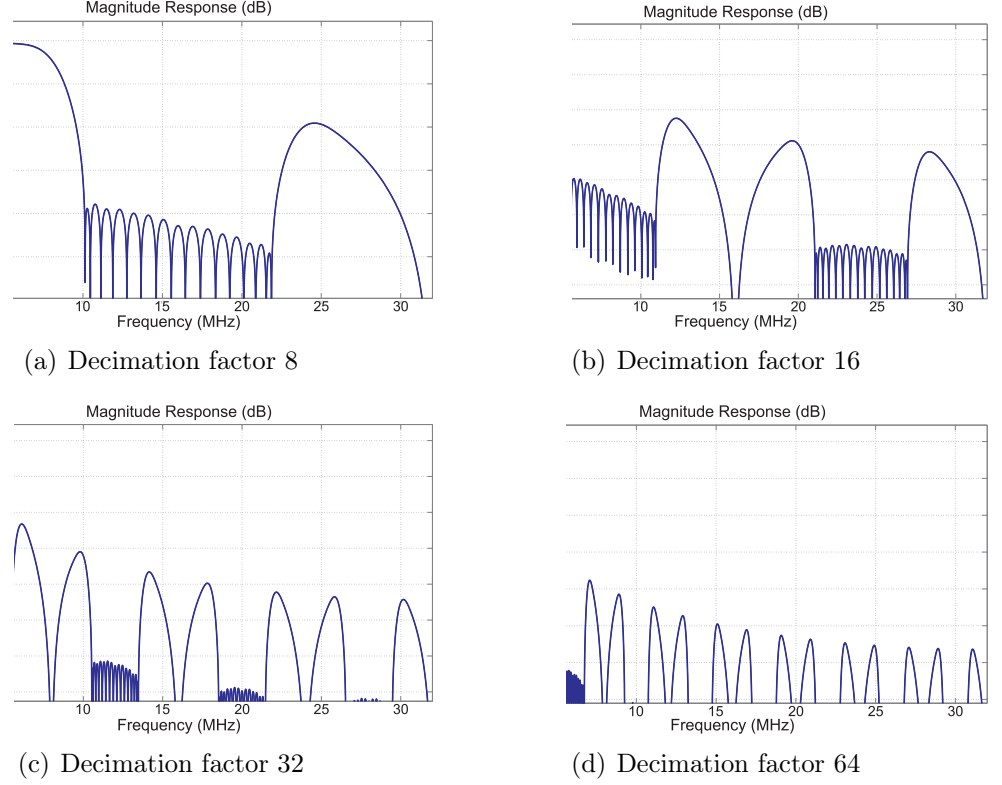 Magnitude Response (dB)
10 15 20 25 30
Frequency (MHz)
(a) Decimation factor 8
Magnitude Response (dB)
10 15 20 25 30
Frequency (MHz)
(b) Decimation factor 16
Magnitude Response (dB)
10 15 20 25 30
Frequency (MHz)
(c) Decimation factor 32
Magnitude Response (dB)
10 15 20 25 30
Frequency (MHz)
(d) Decimation factor 64